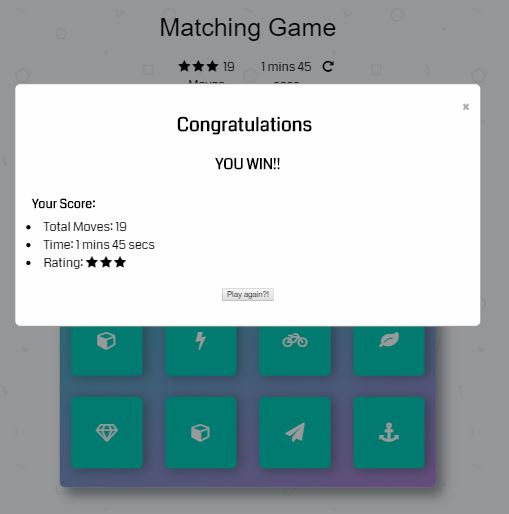 Matching Game
19 1 mins 45
Moves secs
×
Congratulations
YOU WIN!!
Your Score:
Total Moves: 19
Time: 1 mins 45 secs
Rating:
Play again?!